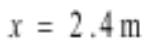 x = 2.4 m